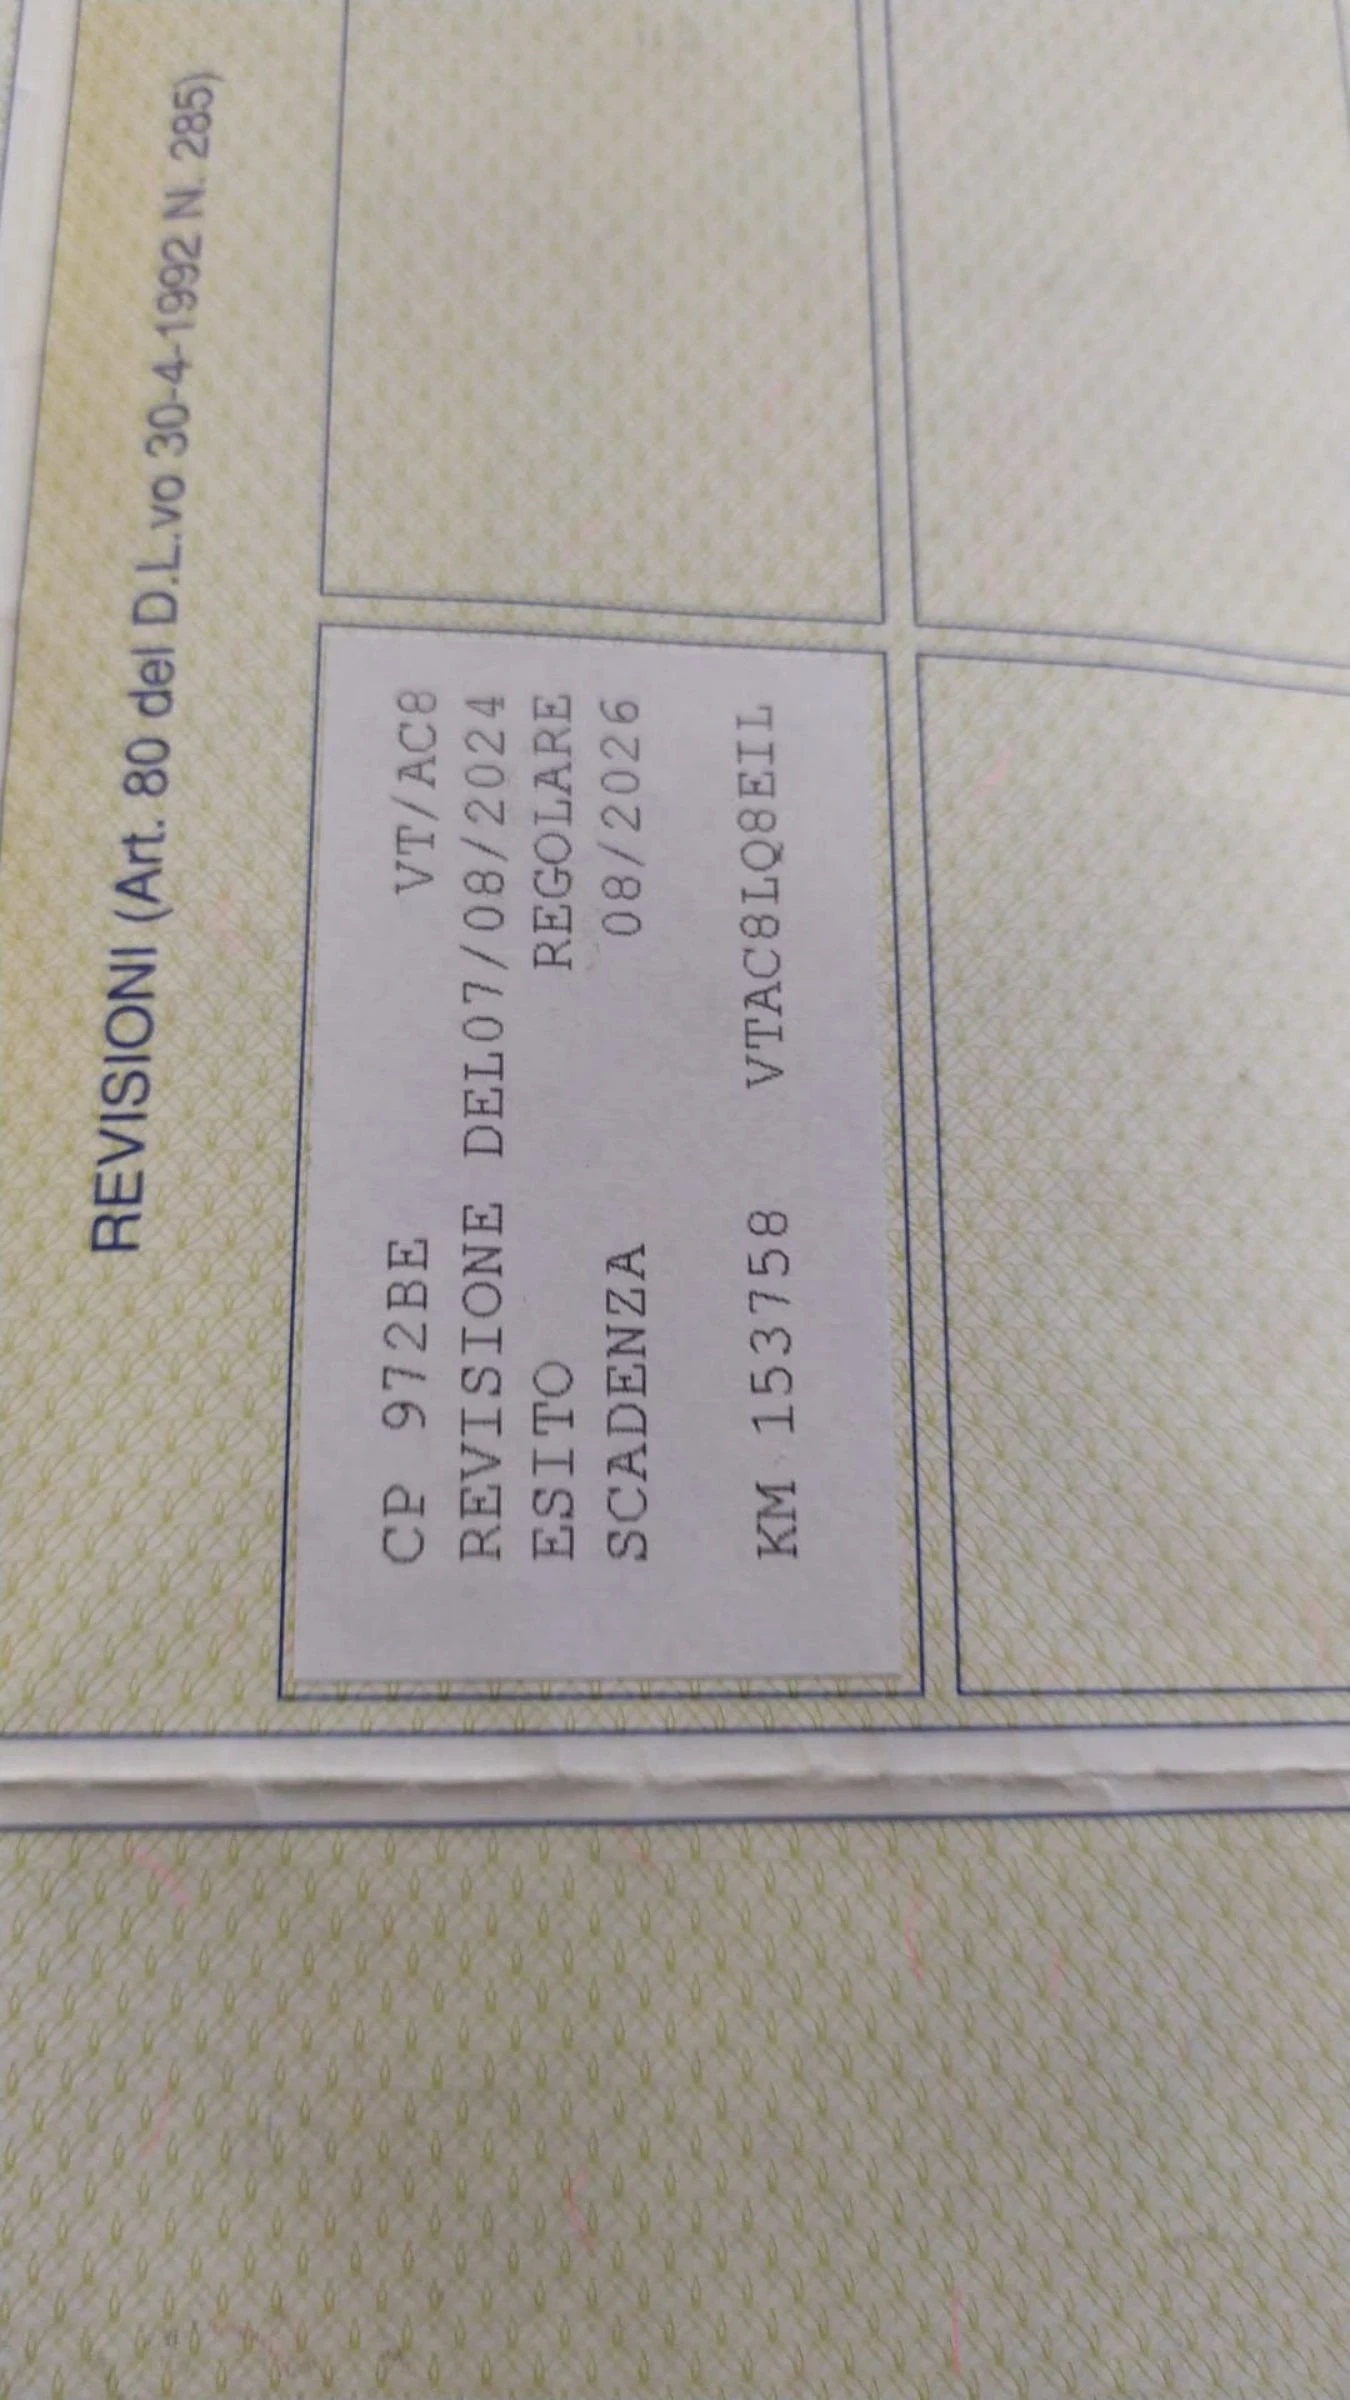 REVISIONI (Art. 80 del D.L.vo 30-4-1992 N. 285)
CP 972BE VT/AC8
REVISIONE DEL07/08/2024
ESITO REGOLARE
SCADENZA 08/2026
KM 153758 VTAC8LQ8EIL